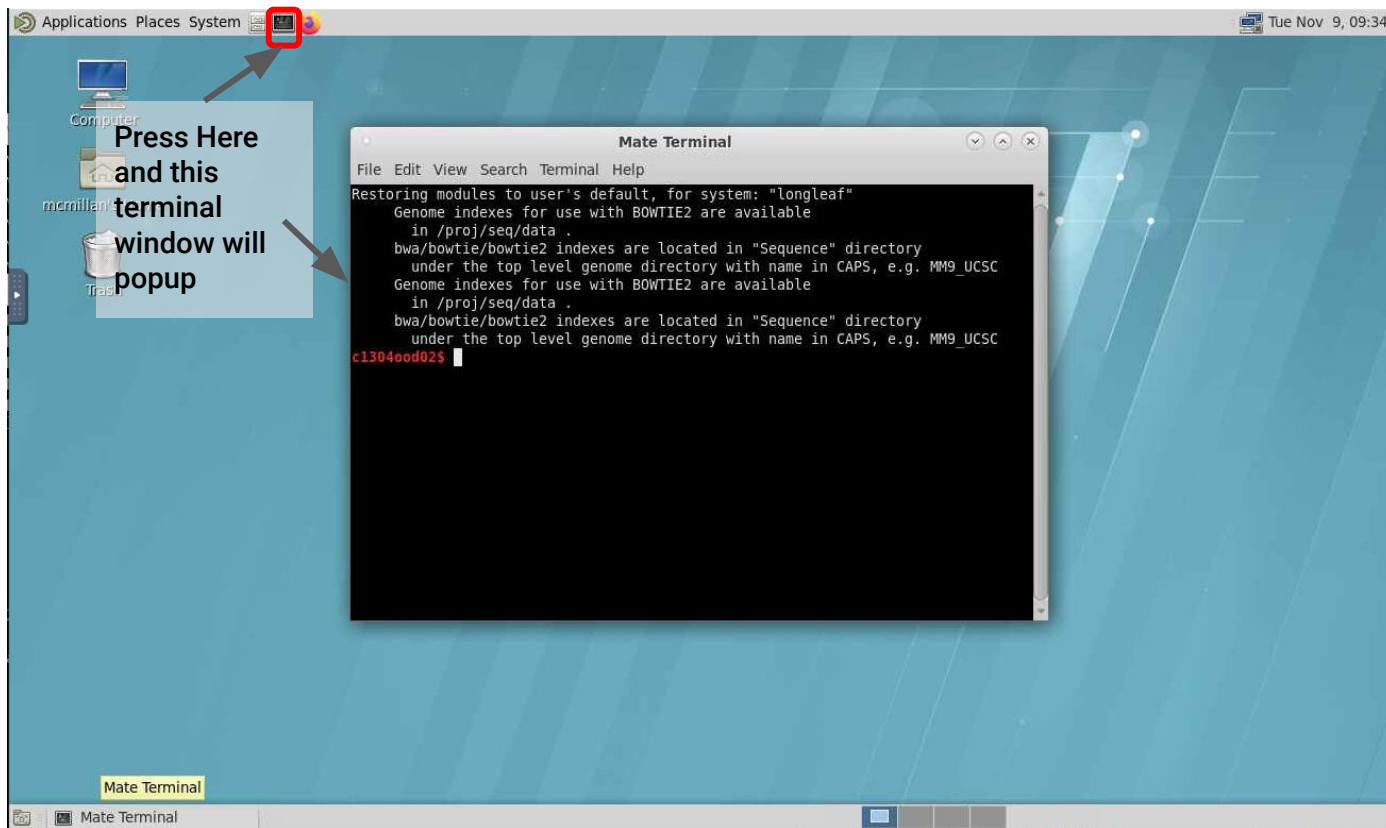 Applications Places System
Tue Nov 9, 09:34
Computer
Press Here
and this
terminal
window will
popup
mcmillan's
Trash
Mate Terminal
File Edit View Search Terminal Help
Restoring modules to user's default, for system: "longleaf"
Genome indexes for use with BOWTIE2 are available
in /proj/seq/data .
bwa/bowtie/bowtie2 indexes are located in "Sequence" directory
under the top level genome directory with name in CAPS, e.g. MM9_UCSC
Genome indexes for use with BOWTIE2 are available
in /proj/seq/data .
bwa/bowtie/bowtie2 indexes are located in "Sequence" directory
under the top level genome directory with name in CAPS, e.g. MM9_UCSC
c1304ood02$
Mate Terminal
Mate Terminal